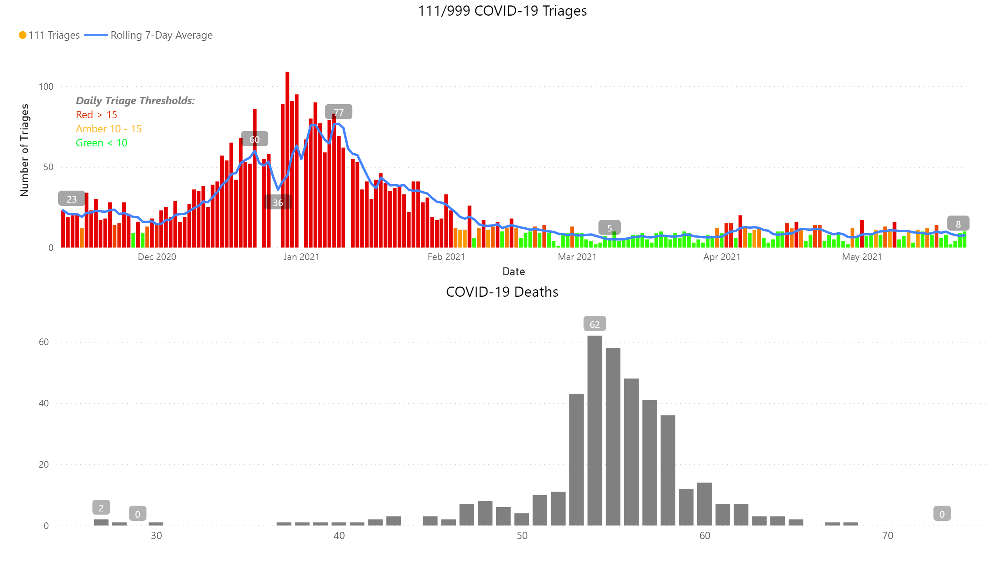 111/999 COVID-19 Triages
111 Triages Rolling 7-Day Average
Number of Triages
100
50
0
Daily Triage Thresholds:
Red > 15
Amber 10 - 15
Green < 10
23
60
36
77
5
8
Dec 2020 Jan 2021 Feb 2021 Mar 2021 Apr 2021 May 2021
Date
COVID-19 Deaths
60
40
20
0
2
0
62
0
30 40 50 60 70